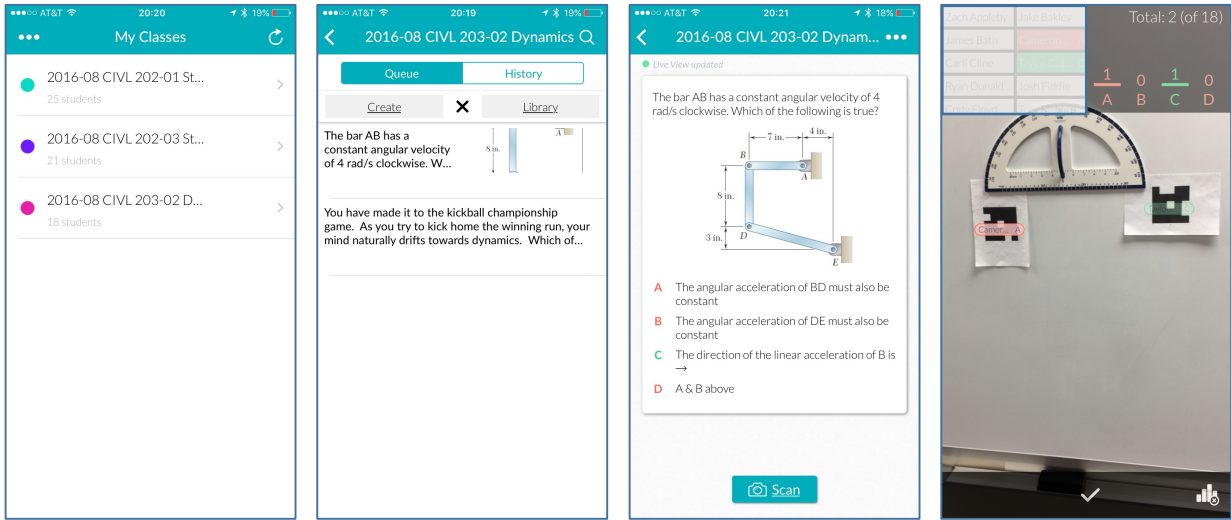 AT&T 20:20 19%
My Classes
2016-08 CIVL 202-01 St...
25 students
2016-08 CIVL 202-03 St...
21 students
2016-08 CIVL 203-02 D...
18 students
AT&T 20:19 19%
2016-08 CIVL 203-02 Dynamics
Queue History
Create Library
The bar AB has a
constant angular velocity
of 4 rad/s clockwise. W...
8 in.
A
You have made it to the kickball championship
game. As you try to kick home the winning run, your
mind naturally drifts towards dynamics. Which of...
AT&T 20:21 18%
2016-08 CIVL 203-02 Dynam...
Live View updated
The bar AB has a constant angular velocity of 4
rad/s clockwise. Which of the following is true?
7 in. 4 in.
B
A
8 in.
D
3 in.
E
A The angular acceleration of BD must also be
constant
B The angular acceleration of DE must also be
constant
C The direction of the linear acceleration of B is
→
D A & B above
Scan
Zach Appleby Jake Baxley
James Bath
Carli Cline
Ryan Donald... Josh Fiddie
Total: 2 (of 18)
1 0 1 0
A B C D
Camer... A
C